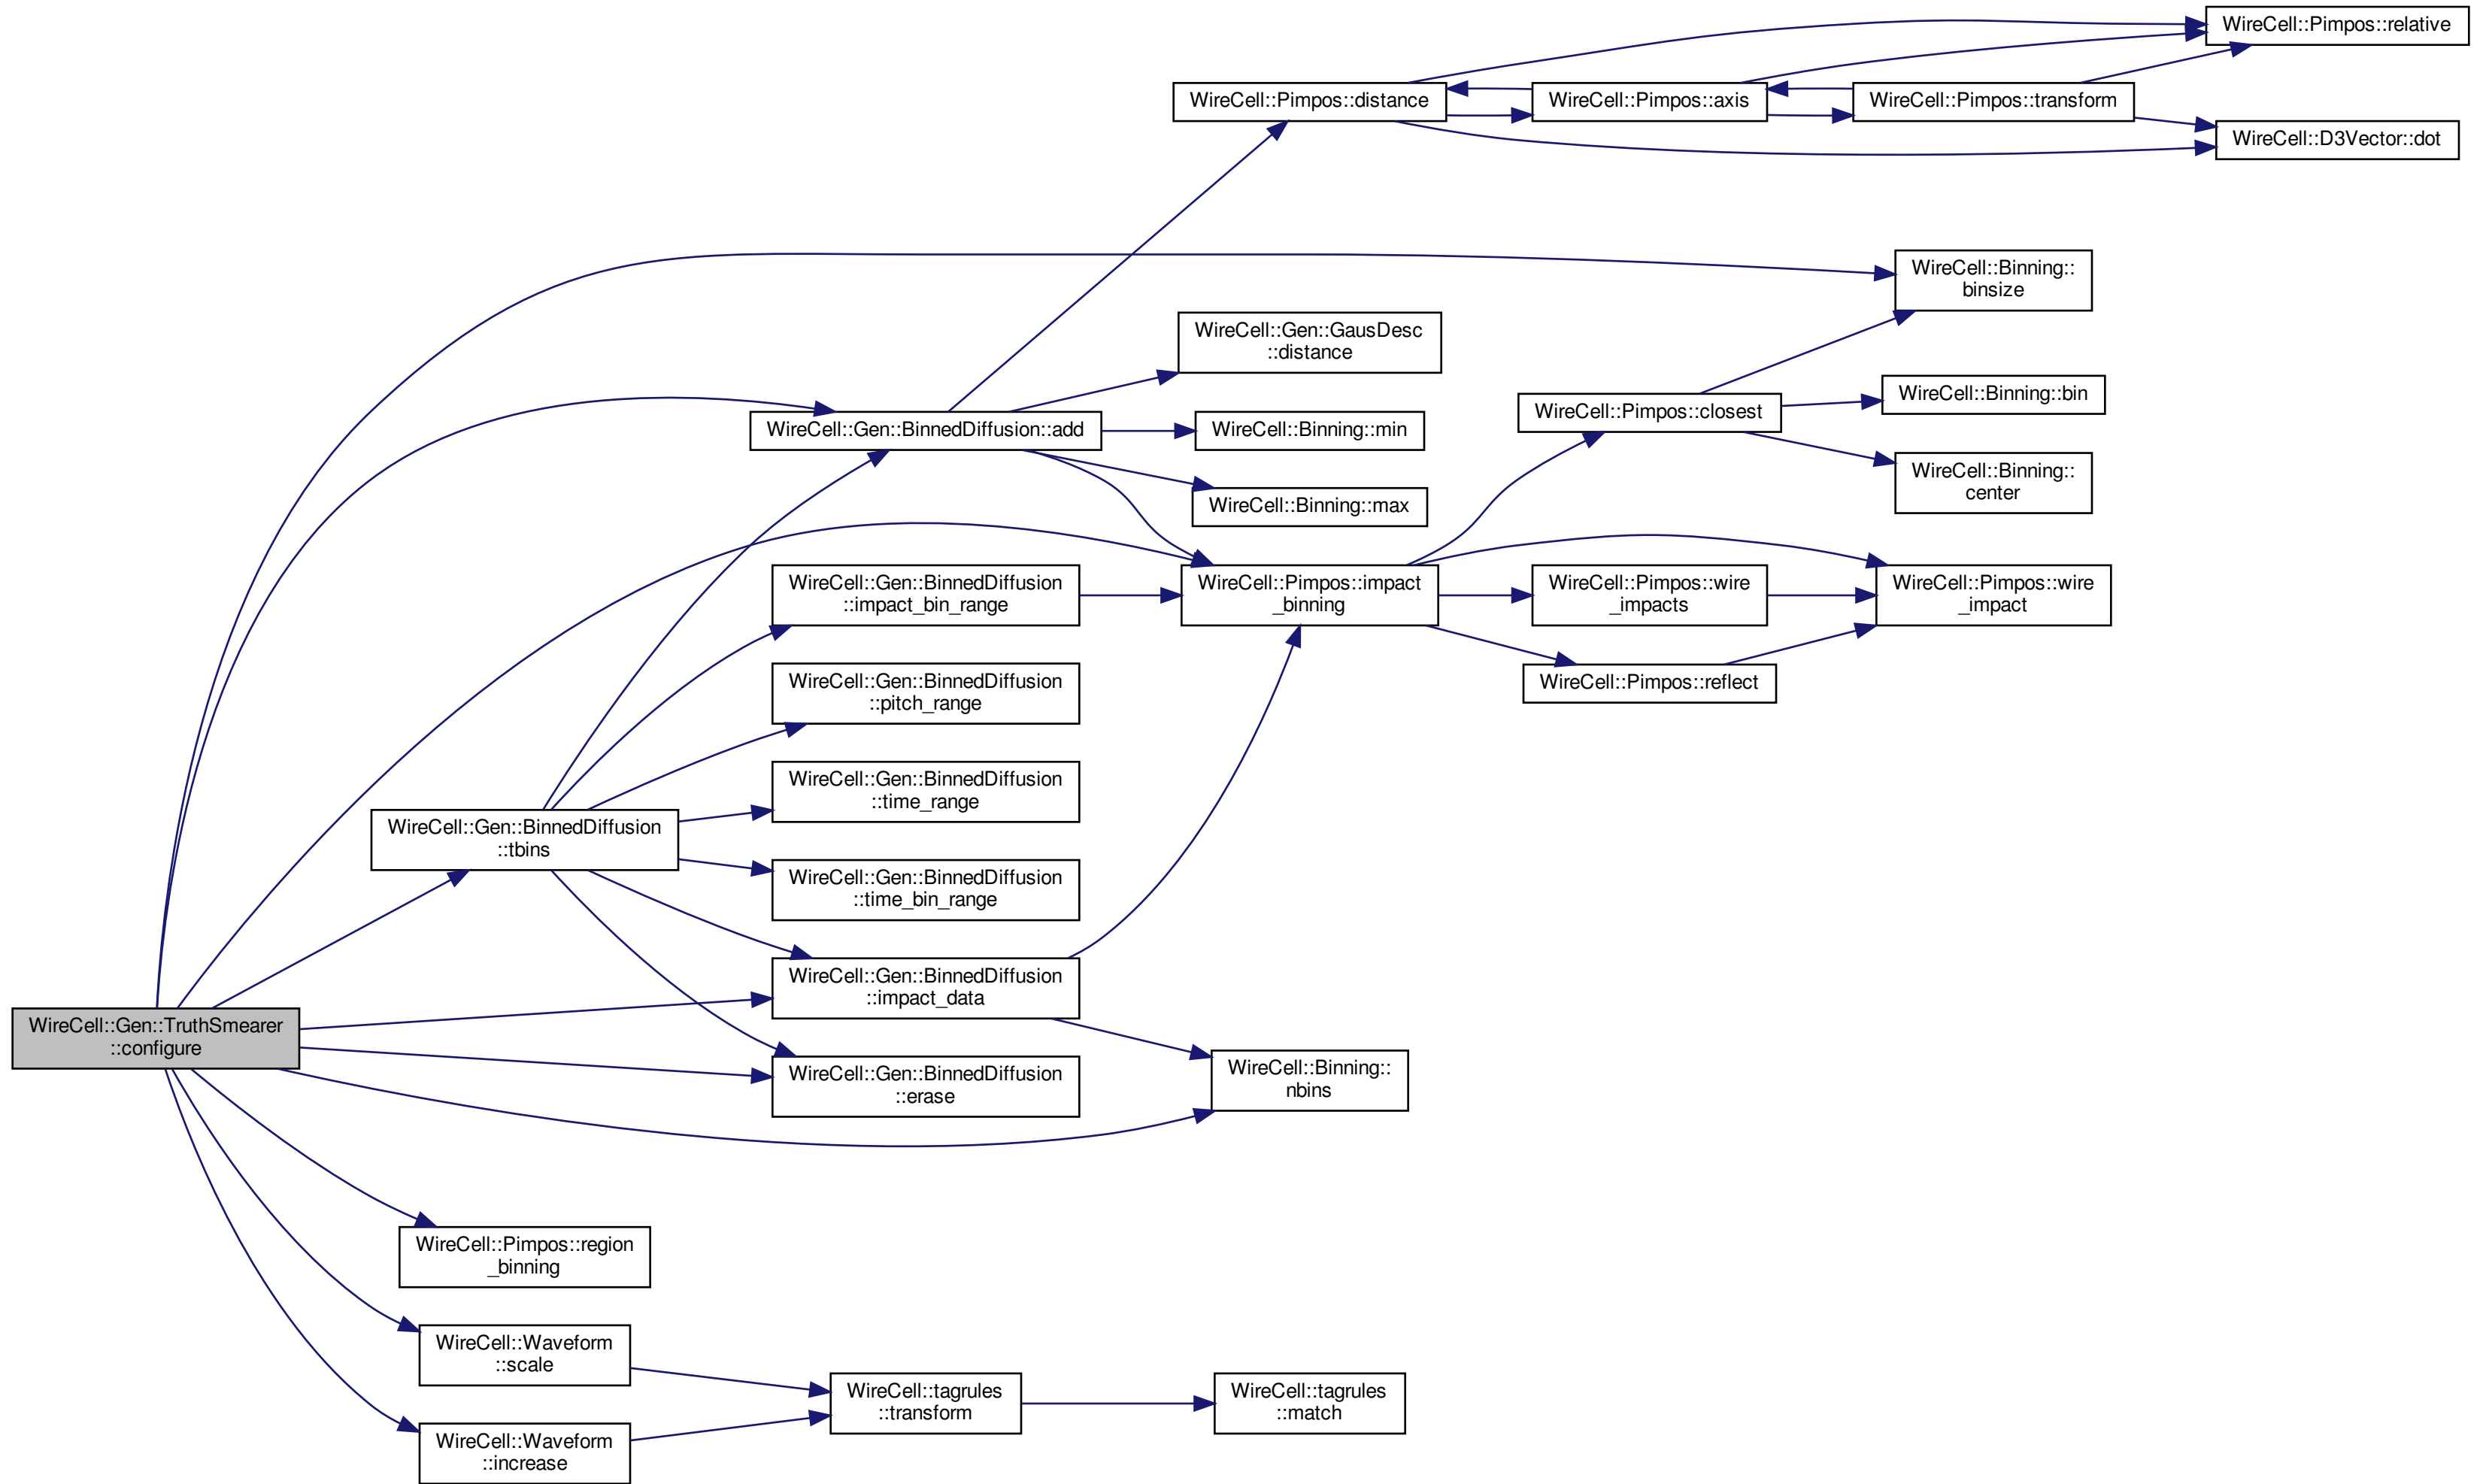 WireCell::Pimpos::relative
WireCell::Pimpos::distance
WireCell::Pimpos::axis
WireCell::Pimpos::transform
WireCell::D3Vector::dot
WireCell::Binning::
binsize
WireCell::Gen::GausDesc
::distance
WireCell::Binning::bin
WireCell::Pimpos::closest
WireCell::Gen::BinnedDiffusion::add
WireCell::Binning::min
WireCell::Binning::
center
WireCell::Binning::max
WireCell::Gen::BinnedDiffusion
::impact_bin_range
WireCell::Pimpos::impact
_binning
WireCell::Pimpos::wire
_impacts
WireCell::Pimpos::wire
_impact
WireCell::Gen::BinnedDiffusion
::pitch_range
WireCell::Pimpos::reflect
WireCell::Gen::BinnedDiffusion
::time_range
WireCell::Gen::BinnedDiffusion
::tbins
WireCell::Gen::BinnedDiffusion
::time_bin_range
WireCell::Gen::BinnedDiffusion
::impact_data
WireCell::Gen::TruthSmearer
::configure
WireCell::Gen::BinnedDiffusion
::erase
WireCell::Binning::
nbins
WireCell::Pimpos::region
_binning
WireCell::Waveform
::scale
WireCell::tagrules
::transform
WireCell::tagrules
::match
WireCell::Waveform
::increase